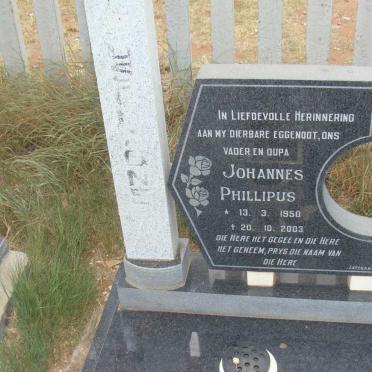 IN LIEFDEVOLLE HERINNERING
AAN MY DIERBARE EGGENOOT, ONS
VADER EN OUPA
JOHANNES
PHILLIPUS
* 13. 3. 1950
† 20. 10. 2003
DIE HERE HET GEGEE EN DIE HERE
HET GENEEM, PRYS DIE NAAM VAN
DIE HERE